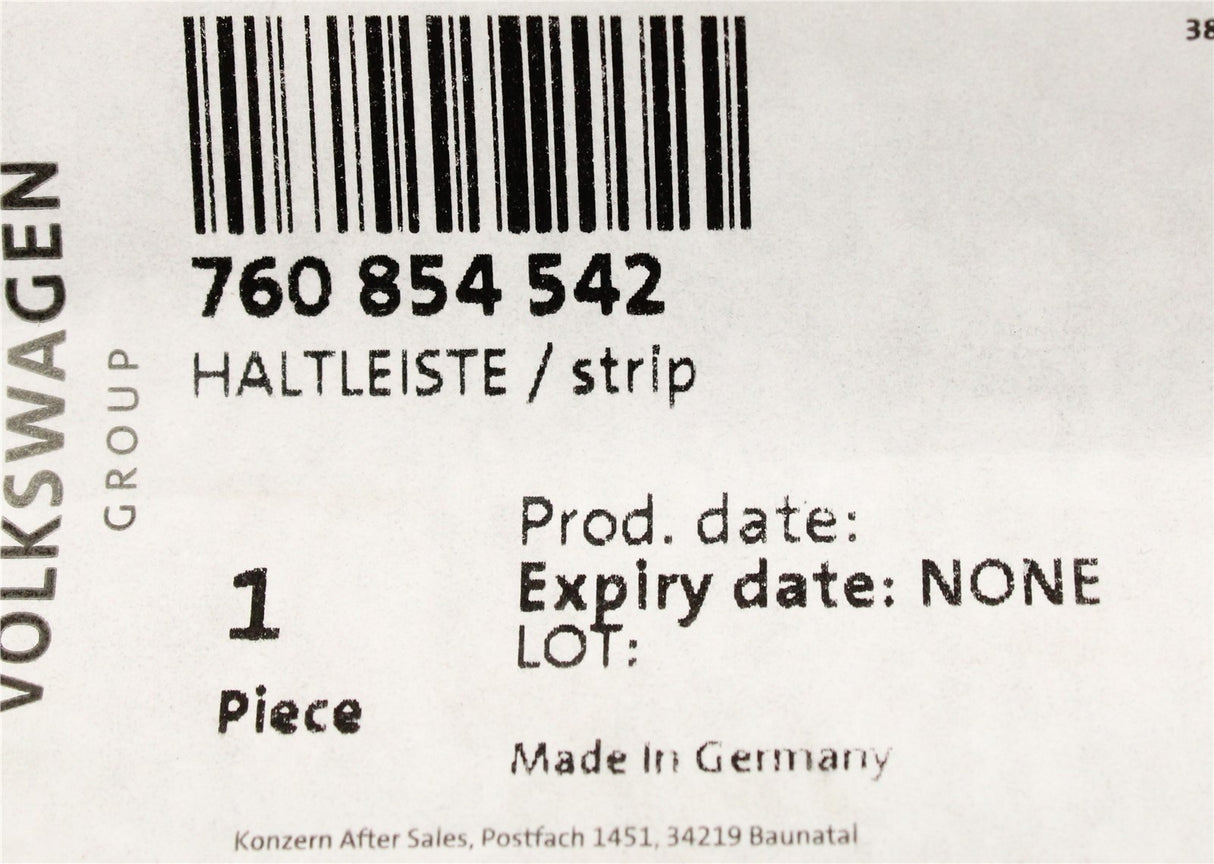 38
760 854 542
HALTLEISTE / strip
VOLKSWAGEN
GROUP
Prod. date:
Expiry date: NONE
LOT:
1
Piece
Made In Germany
Konzern After Sales, Postfach 1451, 34219 Baunatal